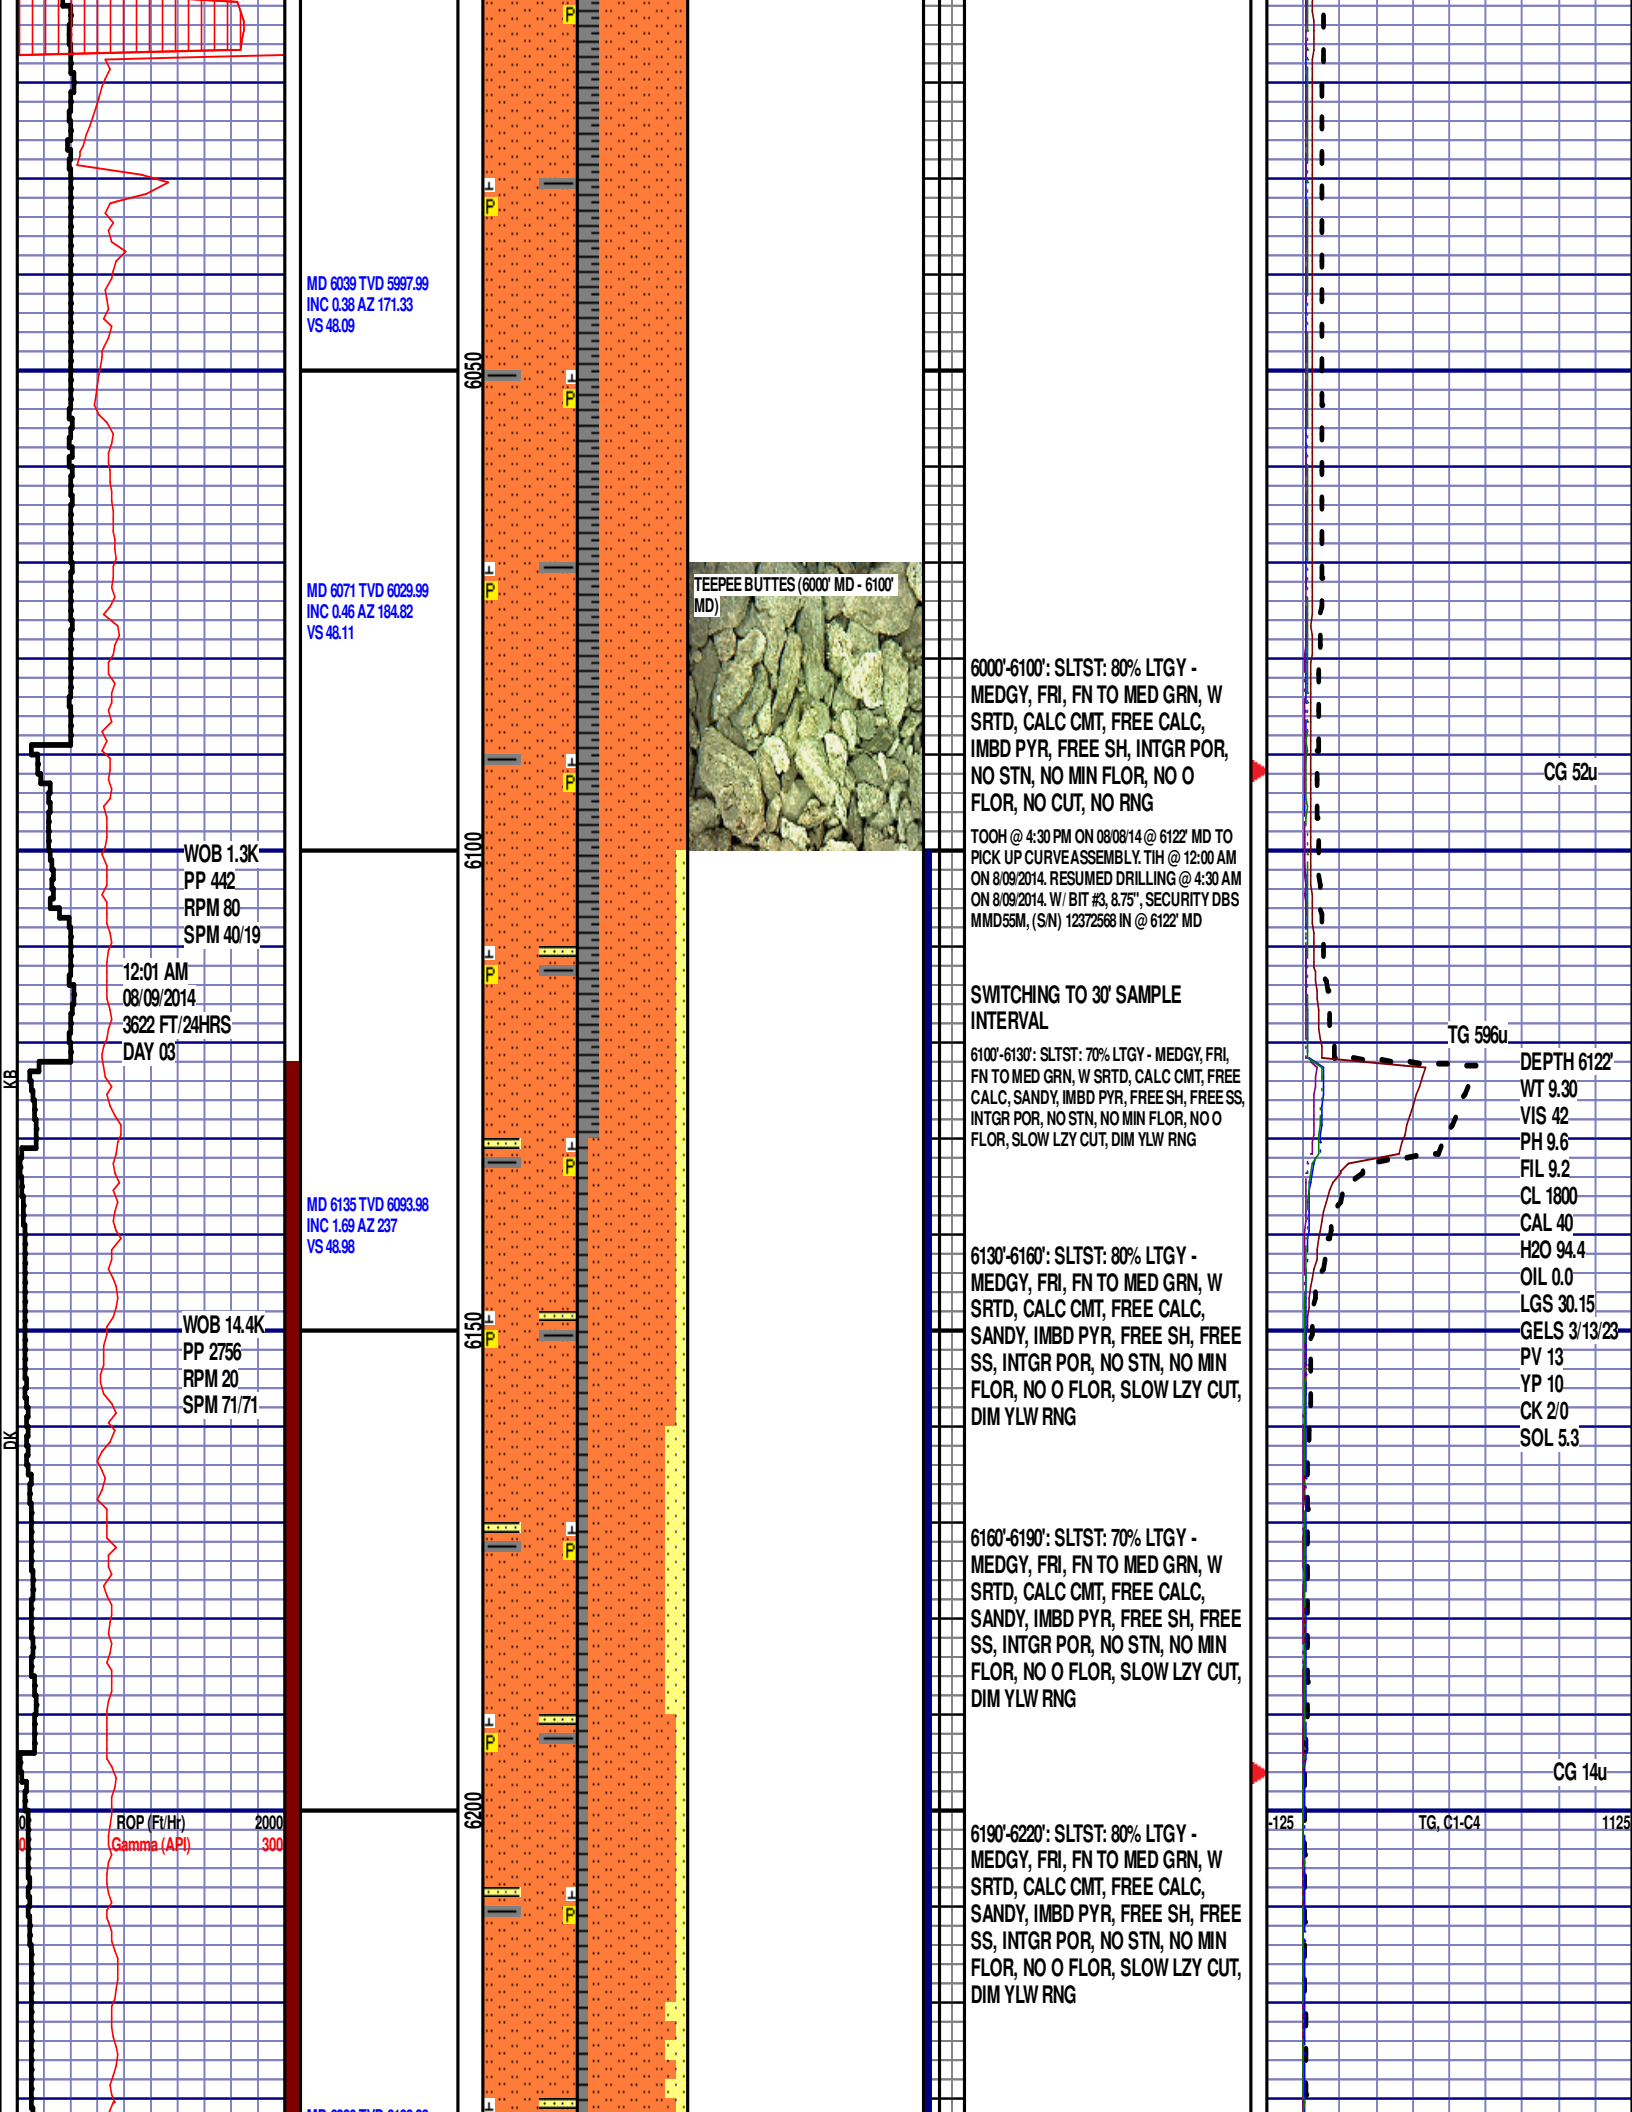 MD 6039 TVD 5997.99
INC 0.38 AZ 171.33
VS 48.09
6050
MD 6071 TVD 6029.99
INC 0.46 AZ 184.82
VS 48.11
TEEPEE BUTTES (6000' MD - 6100'
MD)
6000'-6100': SLTST: 80% LTGY -
MEDGY, FRI, FN TO MED GRN, W
SRTD, CALC CMT, FREE CALC,
IMBD PYR, FREE SH, INTGR POR,
NO STN, NO MIN FLOR, NO O
FLOR, NO CUT, NO RNG
CG 52u
TOOH @ 4:30 PM ON 08/08/14 @ 6122' MD TO
PICK UP CURVE ASSEMBLY. TIH @ 12:00 AM
ON 8/09/2014. RESUMED DRILLING @ 4:30 AM
ON 8/09/2014. W/ BIT #3, 8.75", SECURITY DBS
MMD55M, (S/N) 12372568 IN @ 6122' MD
6100
WOB 1.3K
PP 442
RPM 80
SPM 40/19
12:01 AM
08/09/2014
3622 FT/24HRS
DAY 03
KB
SWITCHING TO 30' SAMPLE
INTERVAL
6100'-6130': SLTST: 70% LTGY - MEDGY, FRI,
FN TO MED GRN, W SRTD, CALC CMT, FREE
CALC, SANDY, IMBD PYR, FREE SH, FREE SS,
INTGR POR, NO STN, NO MIN FLOR, NO O
FLOR, SLOW LZY CUT, DIM YLW RNG
TG 596u
DEPTH 6122'
WT 9.30
VIS 42
PH 9.6
FIL 9.2
CL 1800
CAL 40
H2O 94.4
OIL 0.0
LGS 30.15
GELS 3/13/23
PV 13
YP 10
CK 2/0
SOL 5.3
MD 6135 TVD 6093.98
INC 1.69 AZ 237
VS 48.98
6130'-6160': SLTST: 80% LTGY -
MEDGY, FRI, FN TO MED GRN, W
SRTD, CALC CMT, FREE CALC,
SANDY, IMBD PYR, FREE SH, FREE
SS, INTGR POR, NO STN, NO MIN
FLOR, NO O FLOR, SLOW LZY CUT,
DIM YLW RNG
6150
WOB 14.4K
PP 2756
RPM 20
SPM 71/71
DK
6160'-6190': SLTST: 70% LTGY -
MEDGY, FRI, FN TO MED GRN, W
SRTD, CALC CMT, FREE CALC,
SANDY, IMBD PYR, FREE SH, FREE
SS, INTGR POR, NO STN, NO MIN
FLOR, NO O FLOR, SLOW LZY CUT,
DIM YLW RNG
CG 14u
6200
0 ROP (Ft/Hr) 2000
0 Gamma (API) 300
-125 TG, C1-C4 1125
6190'-6220': SLTST: 80% LTGY -
MEDGY, FRI, FN TO MED GRN, W
SRTD, CALC CMT, FREE CALC,
SANDY, IMBD PYR, FREE SH, FREE
SS, INTGR POR, NO STN, NO MIN
FLOR, NO O FLOR, SLOW LZY CUT,
DIM YLW RNG
P
P
P
P
P
P
P
P
P
P
P